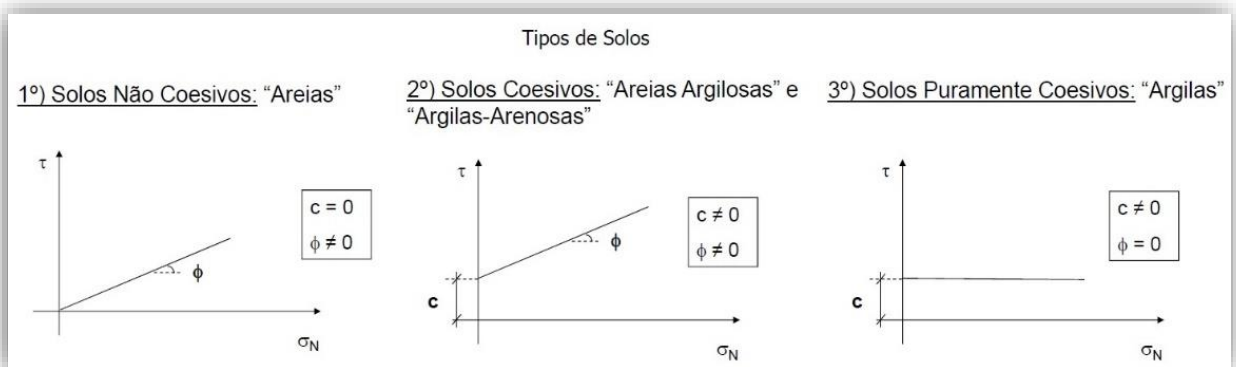 Tipos de Solos
1º) Solos Não Coesivos: “Areias”
τ
c = 0
ϕ ≠ 0
ϕ
σN
2º) Solos Coesivos: “Areias Argilosas” e
“Argilas-Arenosas”
τ
c ≠ 0
ϕ ≠ 0
ϕ
c
σN
3º) Solos Puramente Coesivos: “Argilas”
τ
c ≠ 0
ϕ = 0
c
σN